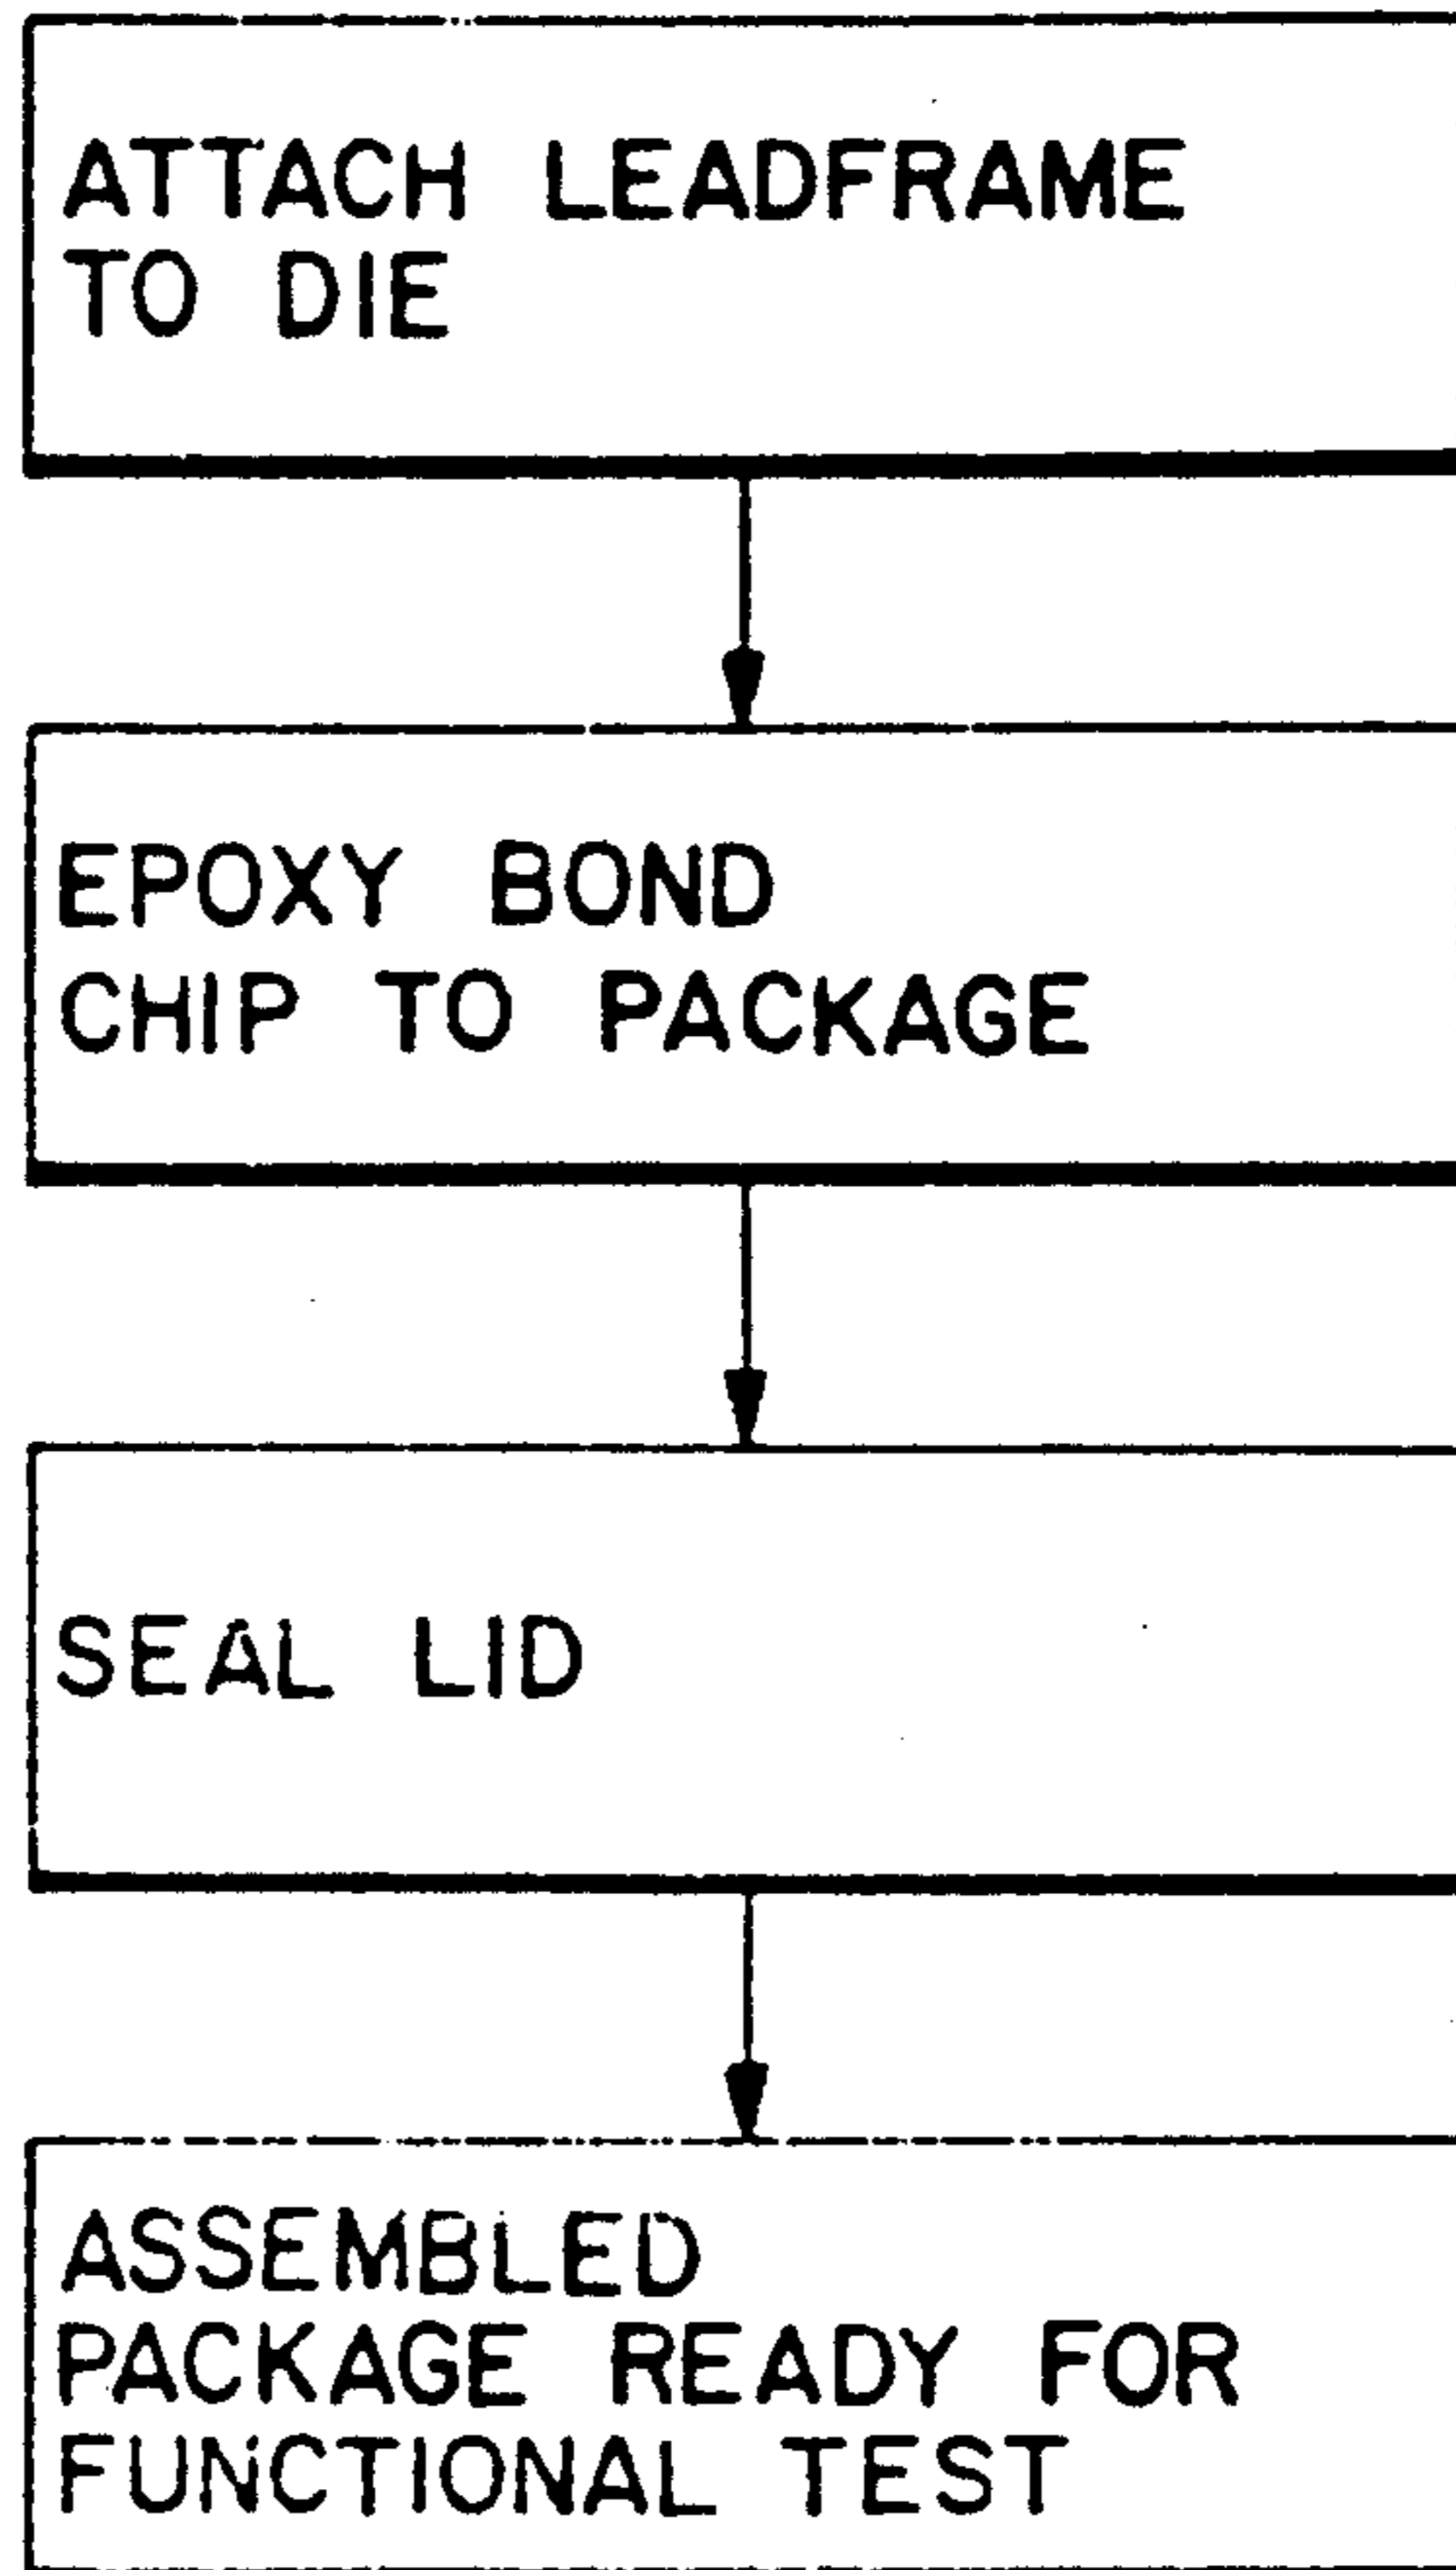 ATTACH LEADFRAME
TO DIE
EPOXY BOND
CHIP TO PACKAGE
SEAL LID
ASSEMBLED
PACKAGE READY FOR
FUNCTIONAL TEST